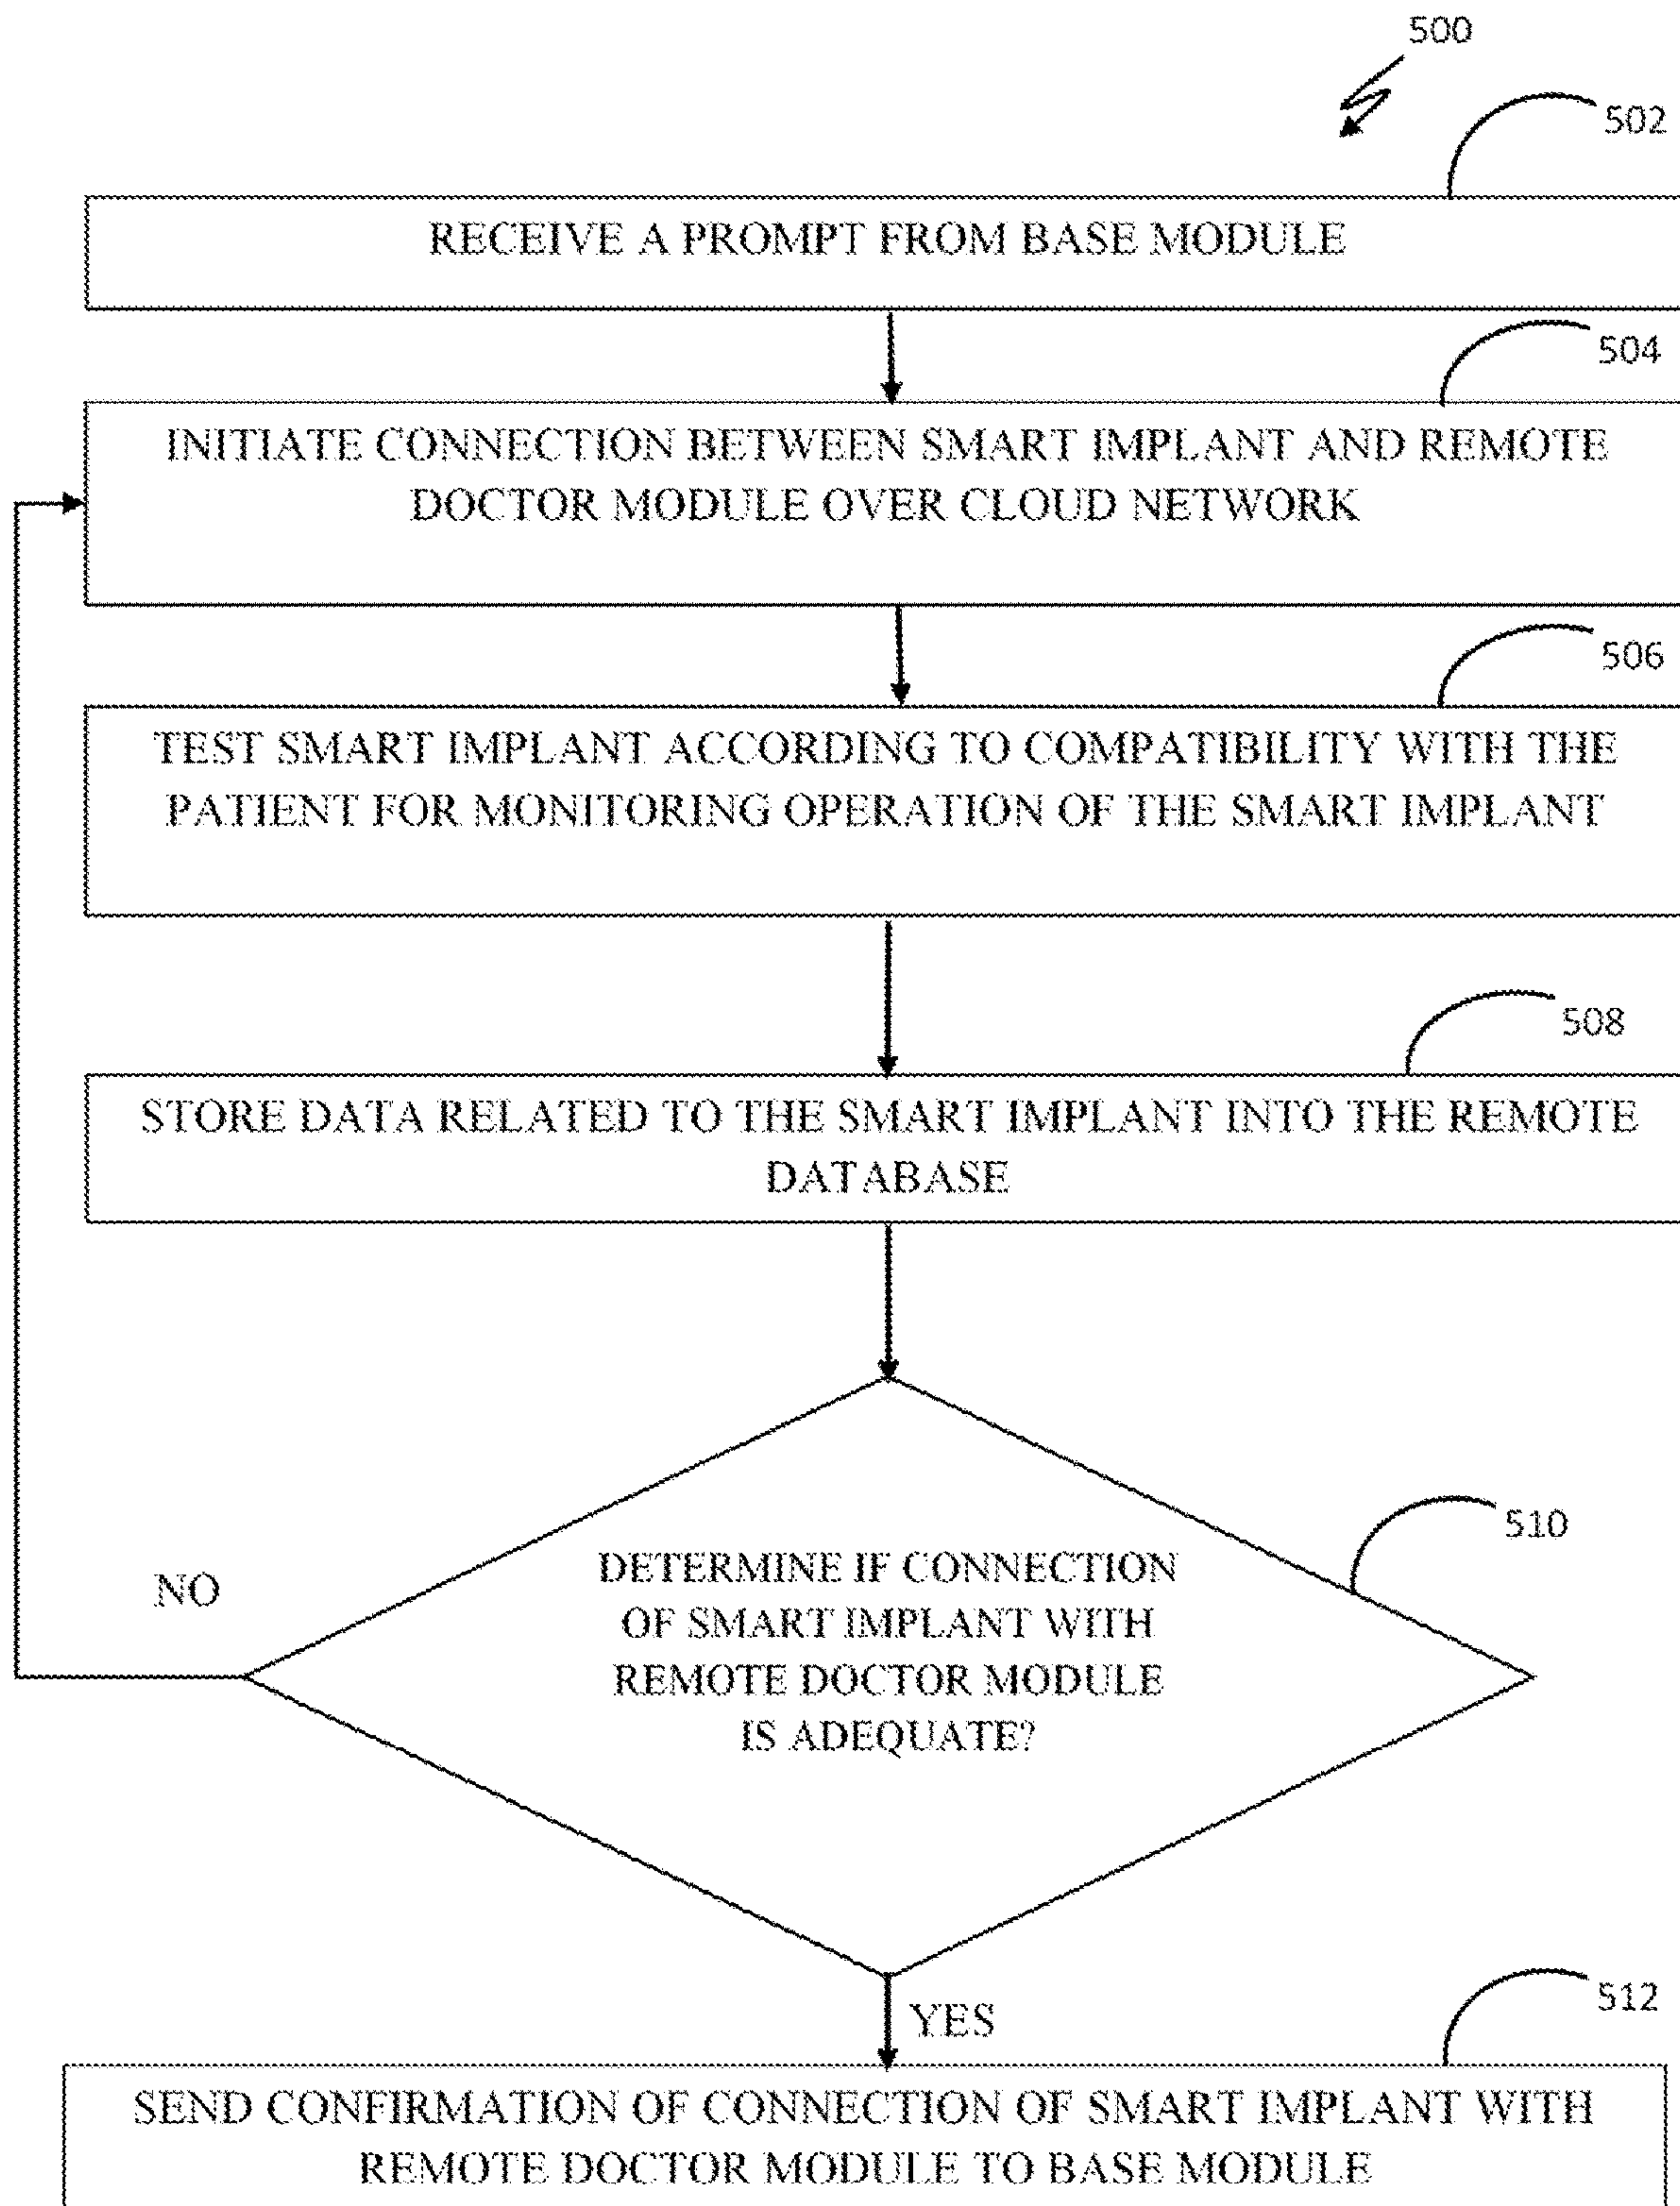 500
502
RECEIVE A PROMPT FROM BASE MODULE
504
INITIATE CONNECTION BETWEEN SMART IMPLANT AND REMOTE
DOCTOR MODULE OVER CLOUD NETWORK
506
TEST SMART IMPLANT ACCORDING TO COMPATIBILITY WITH THE
PATIENT FOR MONITORING OPERATION OF THE SMART IMPLANT
508
STORE DATA RELATED TO THE SMART IMPLANT INTO THE REMOTE
DATABASE
510
DETERMINE IF CONNECTION
OF SMART IMPLANT WITH
REMOTE DOCTOR MODULE
IS ADEQUATE?
NO
YES
512
SEND CONFIRMATION OF CONNECTION OF SMART IMPLANT WITH
REMOTE DOCTOR MODULE TO BASE MODULE